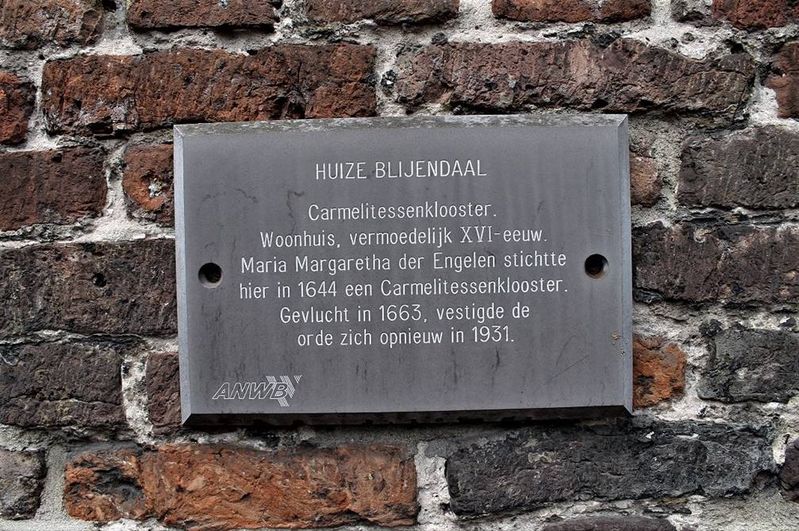 HUIZE BLIJENDAAL
Carmelitessenklooster.
Woonhuis, vermoedelijk XVI-eeuw.
Maria Margaretha der Engelen stichtte
hier in 1644 een Carmelitessenklooster.
Gevlucht in 1663, vestigde de
orde zich opnieuw in 1931.
ANWB